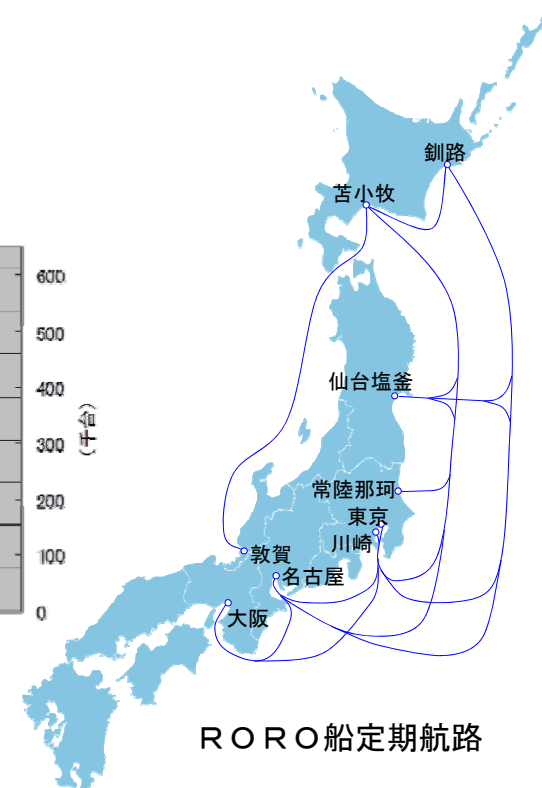 釧路
苫小牧
600
500
400
300
200
100
0
(千台)
仙台塩釜
常陸那珂
東京
川崎
敦賀
名古屋
大阪
RORO船定期航路